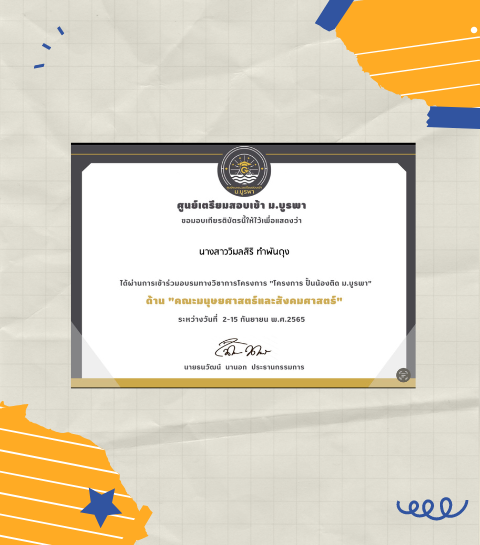 ม.บูรพา
ศูนย์เตรียมสอบเข้า ม.บูรพา
ขอมอบเกียรติบัตรนี้ให้ไว้เพื่อแสดงว่า
นางสาววิมลสิริ ทำพันดุง
ได้ผ่านการเข้าร่วมอบรมทางวิชาการโครงการ "โครงการ ปั้นน้องติด ม.บูรพา"
ด้าน "คณะมนุษยศาสตร์และสังคมศาสตร์"
ระหว่างวันที่ 2-15 กันยายน พ.ศ.2565
นายธนวัฒน์ นานอก ประธานกรรมการ